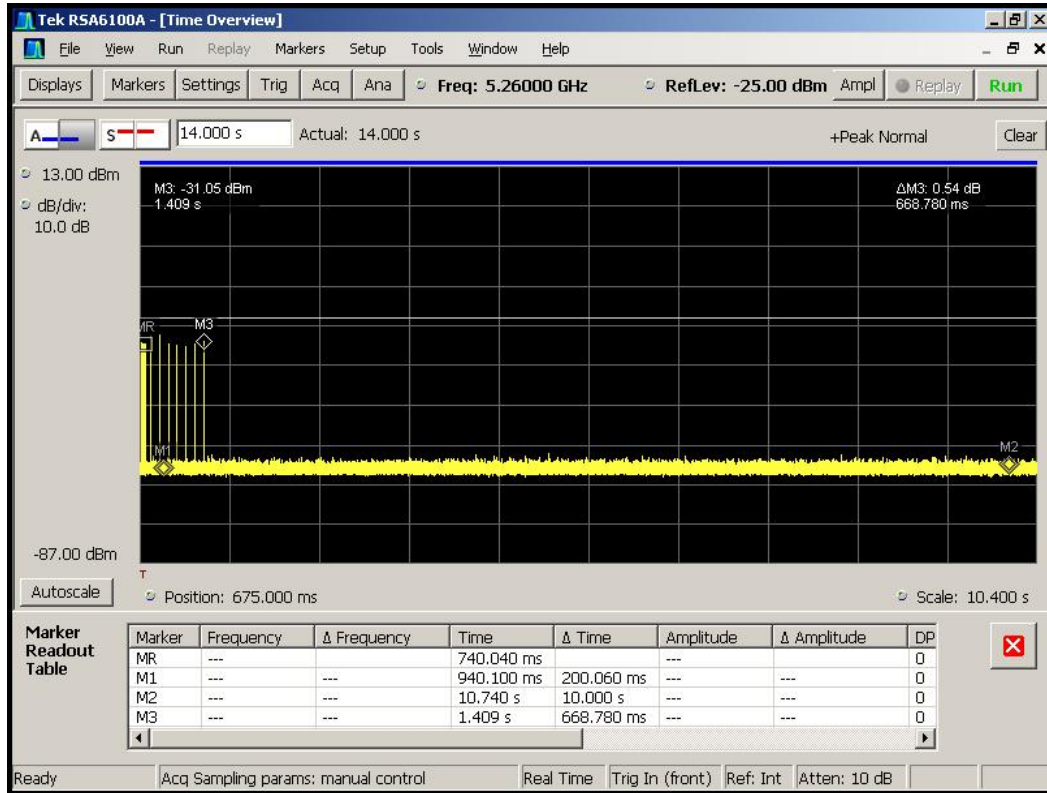 Tek RSA6100A - [Time Overview]
File View Run Replay Markers Setup Tools Window Help
Displays Markers Settings Trig Acq Ana Freq: 5.26000 GHz RefLev: -25.00 dBm Ampl Replay Run
A S 14.000 s Actual: 14.000 s +Peak Normal Clear
13.00 dBm
dB/div:
10.0 dB
M3: -31.05 dBm
1.409 s
ΔM3: 0.54 dB
668.780 ms
MR M3
M1 M2
-87.00 dBm
T
Autoscale Position: 675.000 ms Scale: 10.400 s
Marker
Readout
Table
Marker Frequency Δ Frequency Time Δ Time Amplitude Δ Amplitude DP
MR --- 740.040 ms --- 0
M1 --- --- 940.100 ms 200.060 ms --- --- 0
M2 --- --- 10.740 s 10.000 s --- --- 0
M3 --- --- 1.409 s 668.780 ms --- --- 0
Ready Acq Sampling params: manual control Real Time Trig In (front) Ref: Int Atten: 10 dB